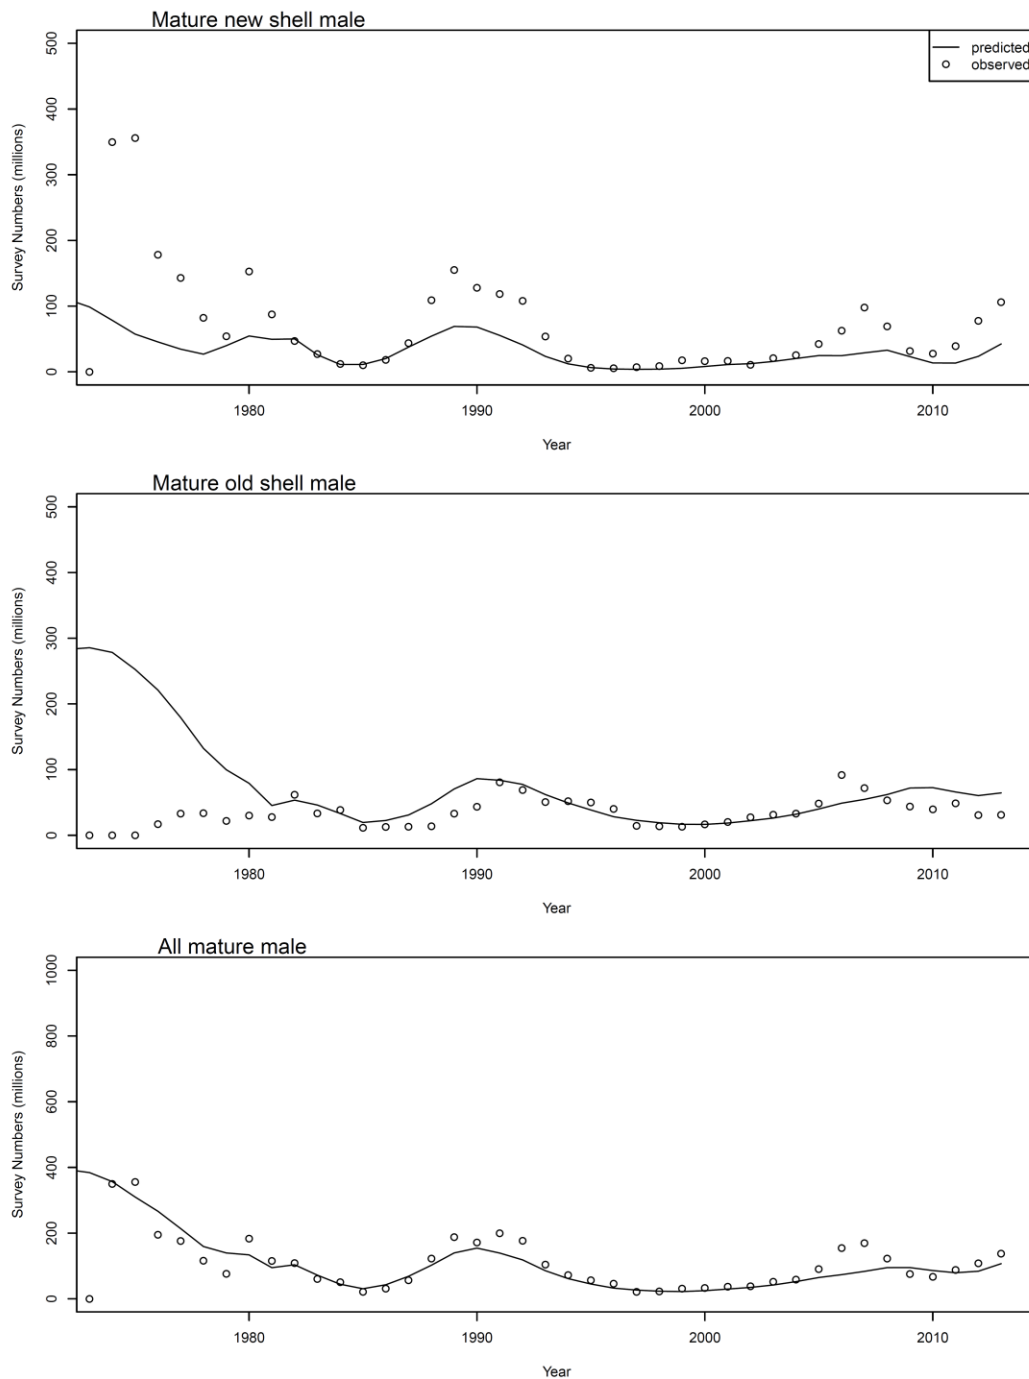 Mature new shell male
predicted
observed
Survey Numbers (millions)
500
400
300
200
100
0
1980 1990 2000 2010
Year
Mature old shell male
Survey Numbers (millions)
500
400
300
200
100
0
1980 1990 2000 2010
Year
All mature male
Survey Numbers (millions)
1000
800
600
400
200
0
1980 1990 2000 2010
Year